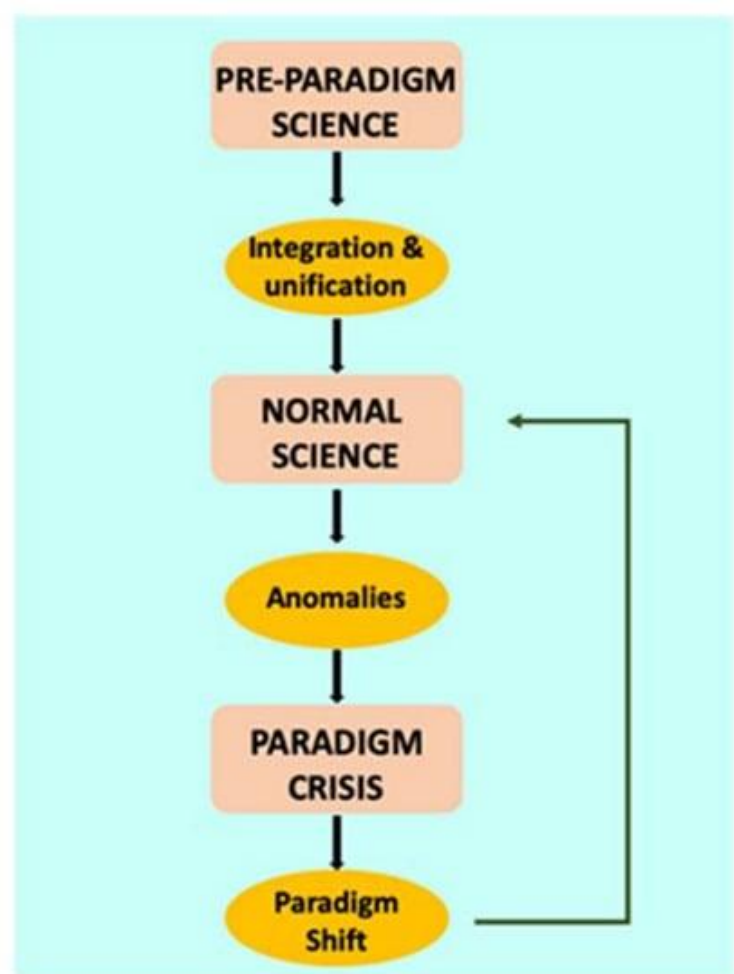 PRE-PARADIGM
SCIENCE
Integration &
unification
NORMAL
SCIENCE
Anomalies
PARADIGM
CRISIS
Paradigm
Shift